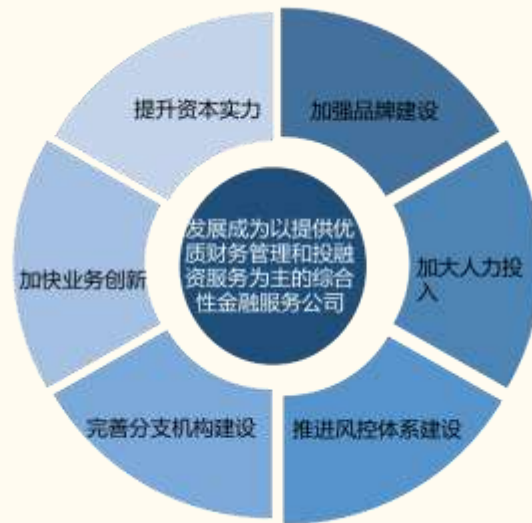 提升资本实力
加强品牌建设
发展成为以提供优
质财务管理和投融
资服务为主的综合
性金融服务公司
加快业务创新
加大人力投
入
完善分支机构建设
推进风控体系建设